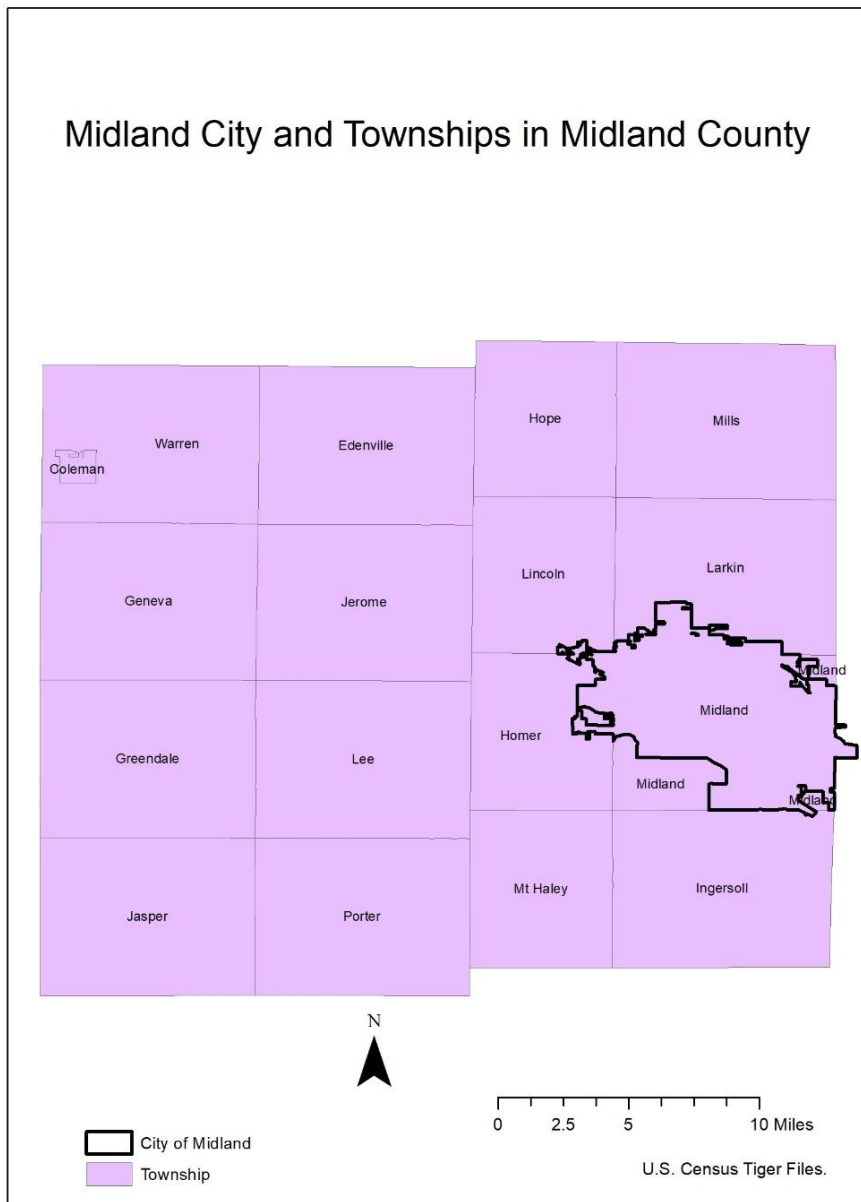 Midland City and Townships in Midland County
Hope
Mills
Warren
Edenville
Coleman
Lincoln
Larkin
Geneva
Jerome
Midland
Midland
Homer
Greendale
Lee
Midland
Midland
Mt Haley
Ingersoll
Jasper
Porter
N
0 2.5 5 10 Miles
City of Midland
Township
U.S. Census Tiger Files.